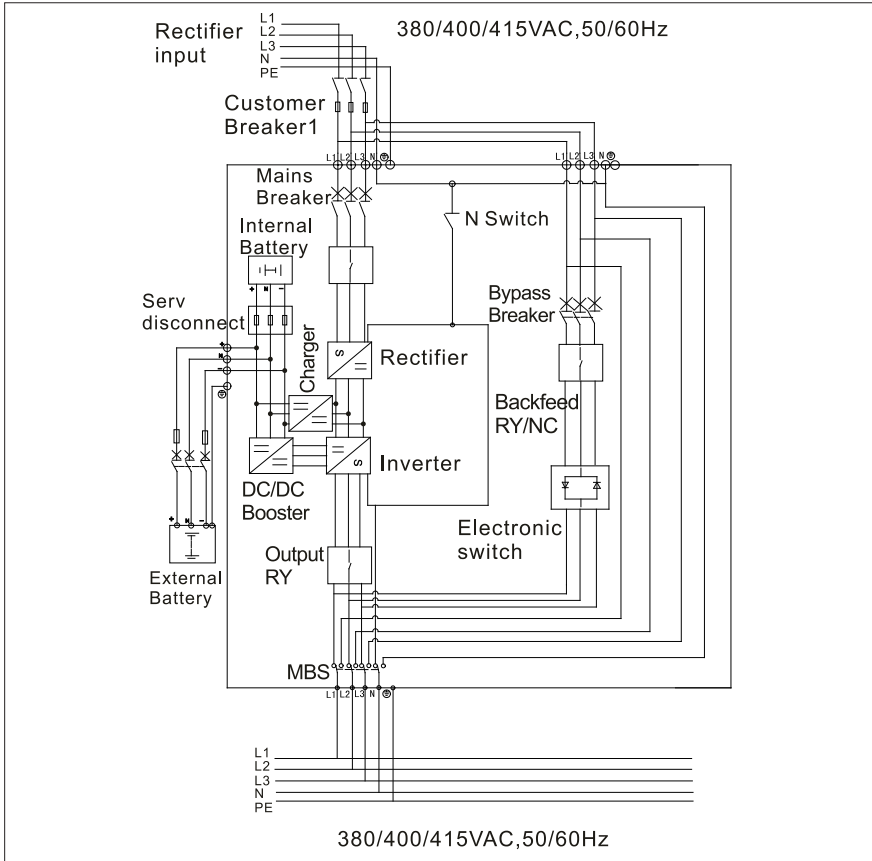 Rectifier
input
L1
L2
L3
N
PE
380/400/415VAC,50/60Hz
Customer
Breaker1
L1 L2 L3 N
L1 L2 L3 N
Mains
Breaker
N Switch
Internal
Battery
+ N -
Serv
disconnect
+
N
-
Charger
Rectifier
S
Bypass
Breaker
Backfeed
RY/NC
Inverter
S
DC/DC
Booster
Electronic
switch
+ N -
External
Battery
Output
RY
MBS
L1 L2 L3 N
L1
L2
L3
N
PE
380/400/415VAC,50/60Hz